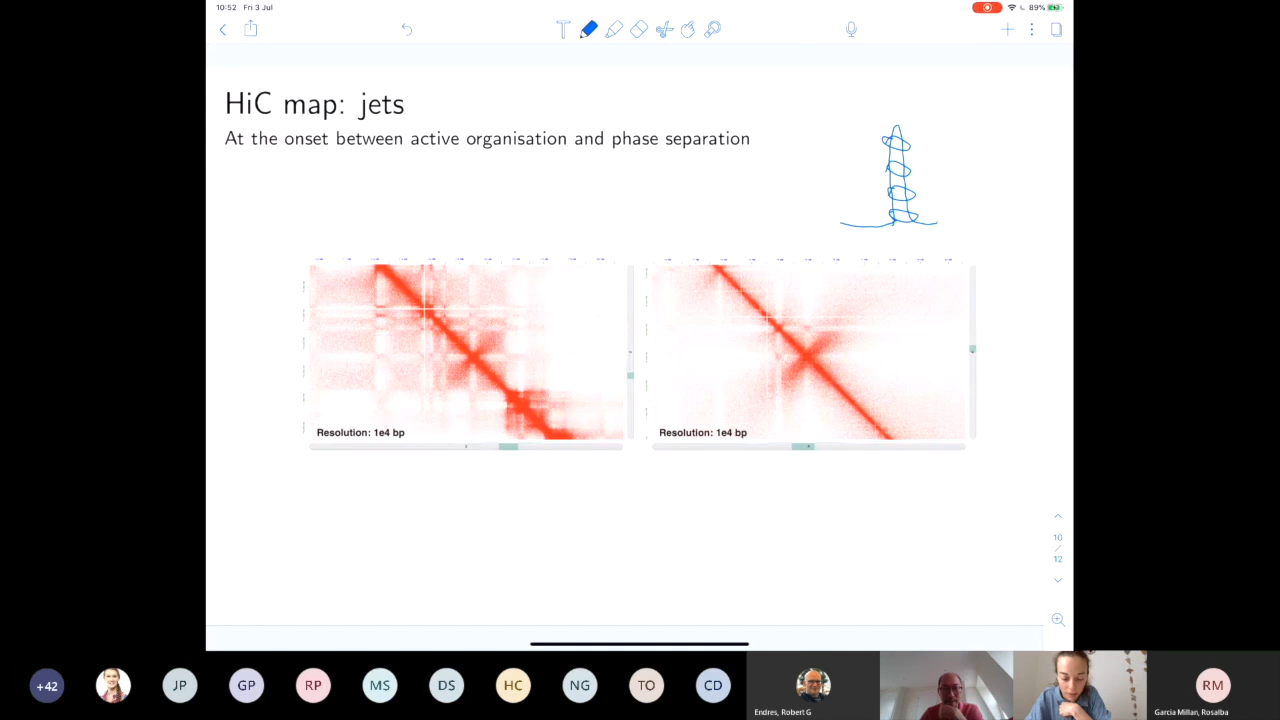 10:52 Fri 3 Jul
89%
T
HiC map: jets
At the onset between active organisation and phase separation
Resolution: 1e4 bp
Resolution: 1e4 bp
10
/
12
+42
JP
GP
RP
MS
DS
HC
NG
TO
CD
RM
Endres, Robert G
Garcia Millan, Rosalba